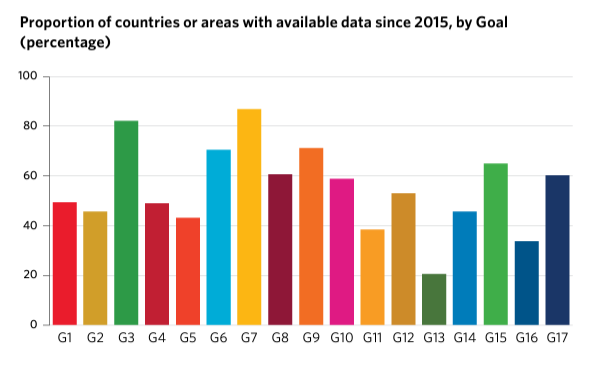 Proportion of countries or areas with available data since 2015, by Goal
(percentage)
100
80
60
40
20
0
G1 G2 G3 G4 G5 G6 G7 G8 G9 G10 G11 G12 G13 G14 G15 G16 G17